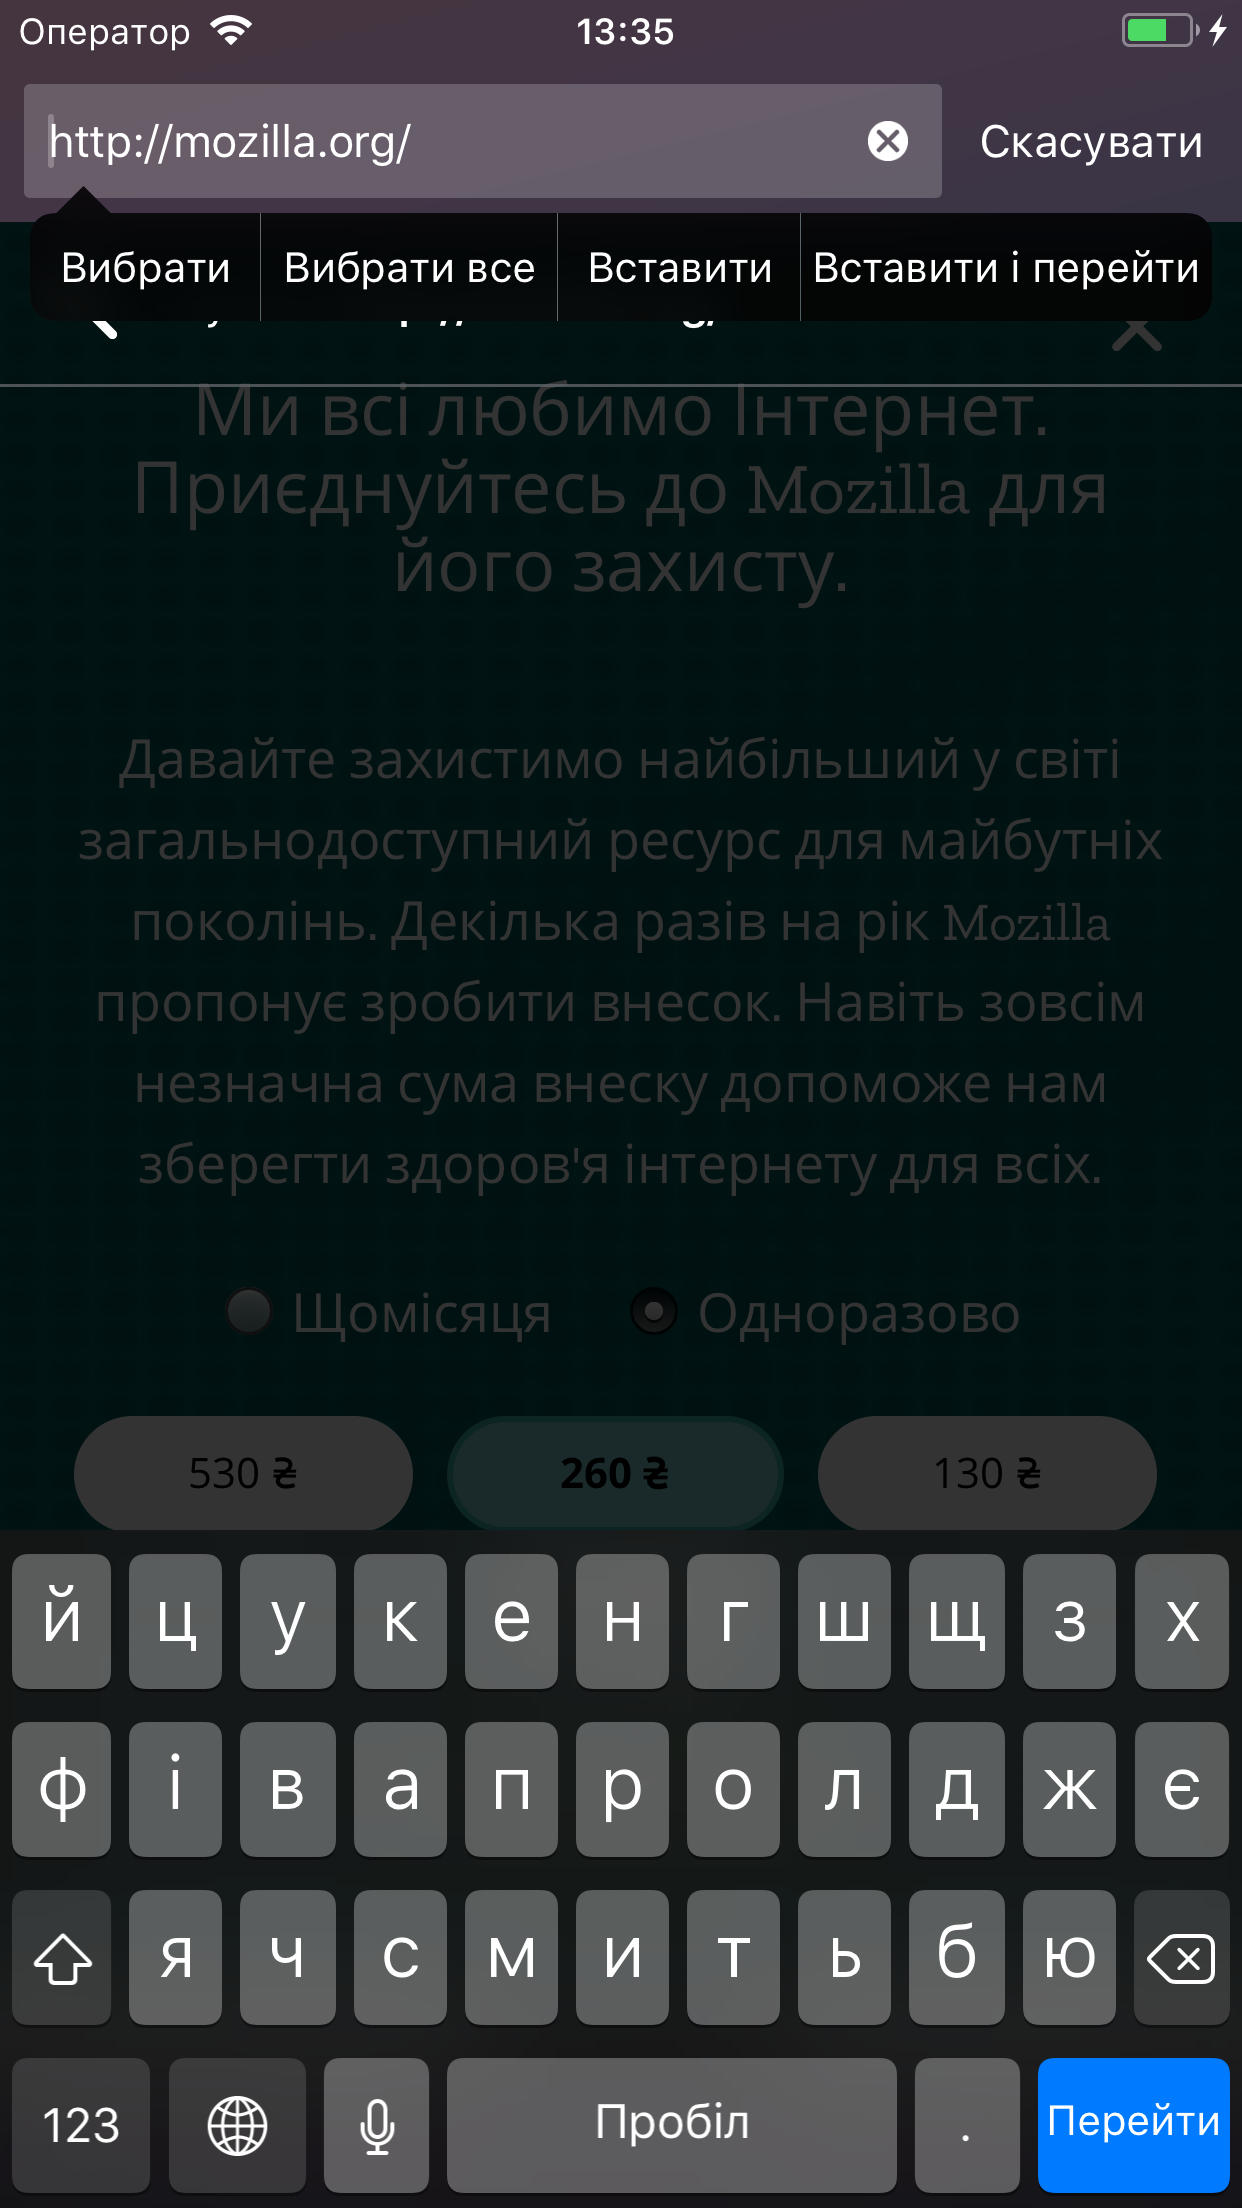 Оператор 13:35
http://mozilla.org/ Скасувати
Вибрати Вибрати все Вставити Вставити і перейти
Ми всі любимо Інтернет.
Приєднуйтесь до Mozilla для
його захисту.
Давайте захистимо найбільший у світі
загальнодоступний ресурс для майбутніх
поколінь. Декілька разів на рік Mozilla
пропонує зробити внесок. Навіть зовсім
незначна сума внеску допоможе нам
зберегти здоров'я інтернету для всіх.
Щомісяця Одноразово
530 ₴ 260 ₴ 130 ₴
й ц у к е н г ш щ з х
ф і в а п р о л д ж є
я ч с м и т ь б ю
123 Пробіл . Перейти